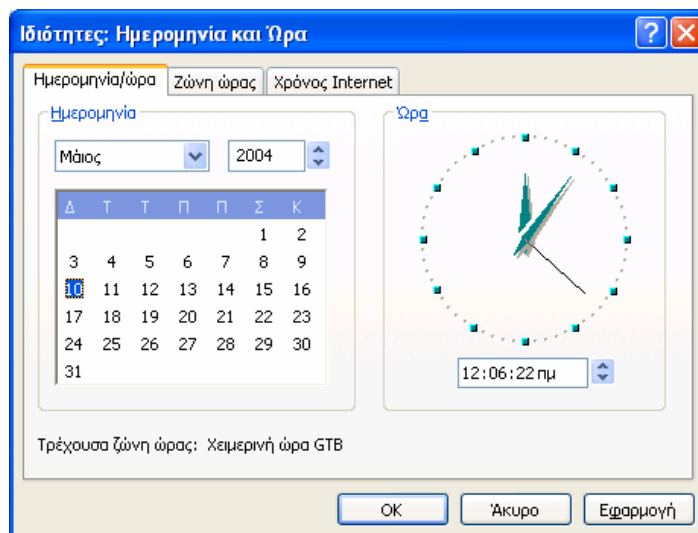 Ιδιότητες: Ημερομηνία και Ώρα
Ημερομηνία/ώρα Ζώνη ώρας Χρόνος Internet
Ημερομηνία
Μάιος 2004
Δ Τ Τ Π Π Σ Κ
1 2
3 4 5 6 7 8 9
10 11 12 13 14 15 16
17 18 19 20 21 22 23
24 25 26 27 28 29 30
31
Ώρα
12:06:22 πμ
Τρέχουσα ζώνη ώρας: Χειμερινή ώρα GTB
OK Άκυρο Εφαρμογή